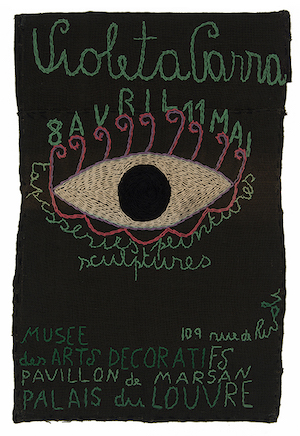 Violeta Parra
8 AVRIL 11 MAI
tapisseries peintures
sculptures
MUSEE 109 rue de Rivoli
des ARTS DECORATIFS
PAVILLON de MARSAN
PALAIS du LOUVRE